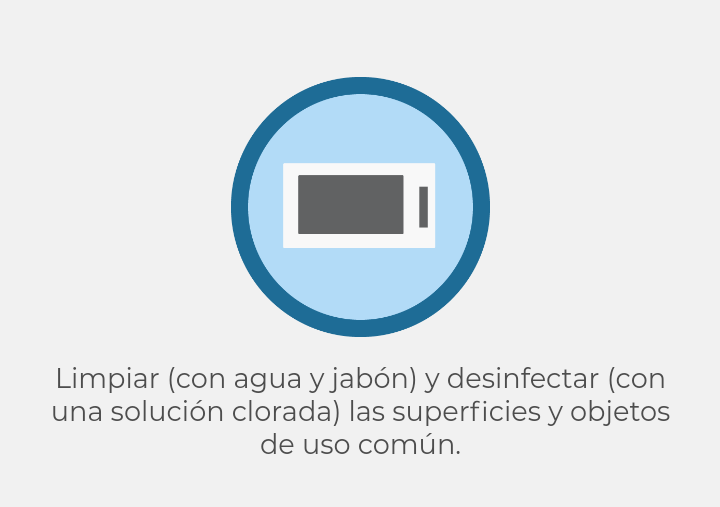 Limpiar (con agua y jabón) y desinfectar (con
una solución clorada) las superficies y objetos
de uso común.